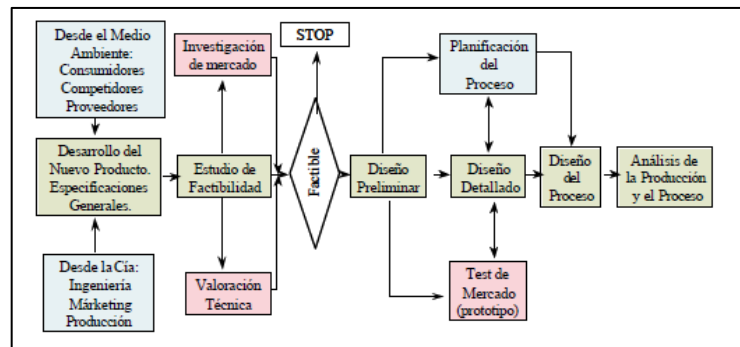 Desde el Medio
Ambiente:
Consumidores
Competidores
Proveedores
Desarrollo del
Nuevo Producto.
Especificaciones
Generales.
Desde la Cía:
Ingeniería
Márketing
Producción
Investigación
de mercado
Estudio de
Factibilidad
Valoración
Técnica
STOP
Factible
Diseño
Preliminar
Planificación
del
Proceso
Diseño
Detallado
Test de
Mercado
(prototipo)
Diseño
del
Proceso
Análisis de
la Producción
y el Proceso